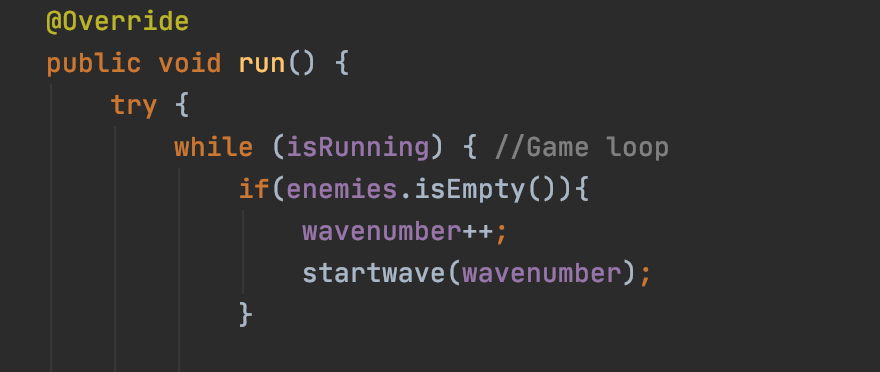 @Override
public void run() {
try {
while (isRunning) { //Game loop
if(enemies.isEmpty()){
wavenumber++;
startwave(wavenumber);
}